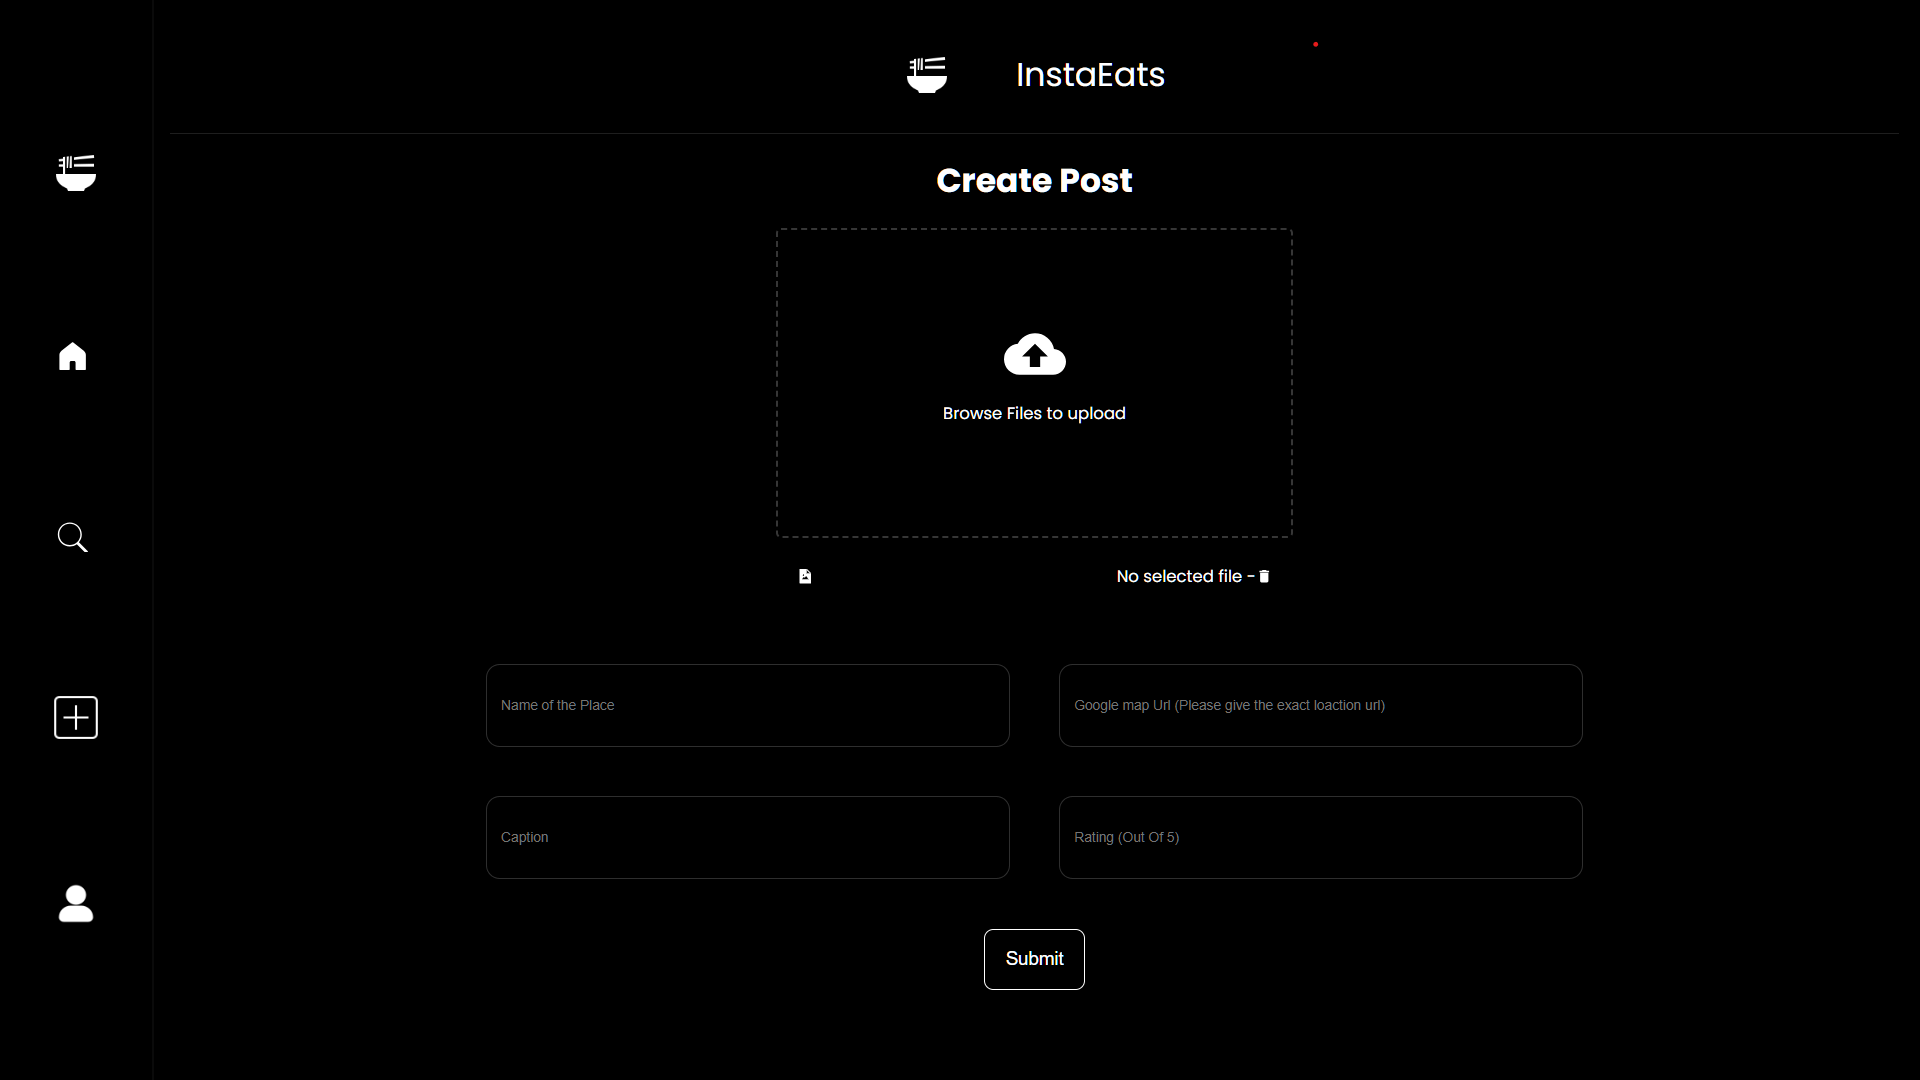 InstaEats
Create Post
Browse Files to upload
No selected file -
Name of the Place
Google map Url (Please give the exact loaction url)
Caption
Rating (Out Of 5)
Submit